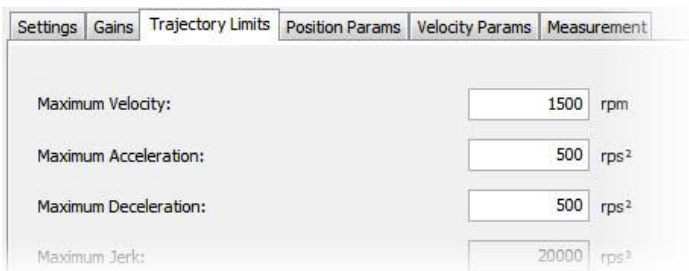 Settings Gains Trajectory Limits Position Params Velocity Params Measurement
Maximum Velocity: 1500 rpm
Maximum Acceleration: 500 rps²
Maximum Deceleration: 500 rps²
Maximum Jerk: 20000 rps³